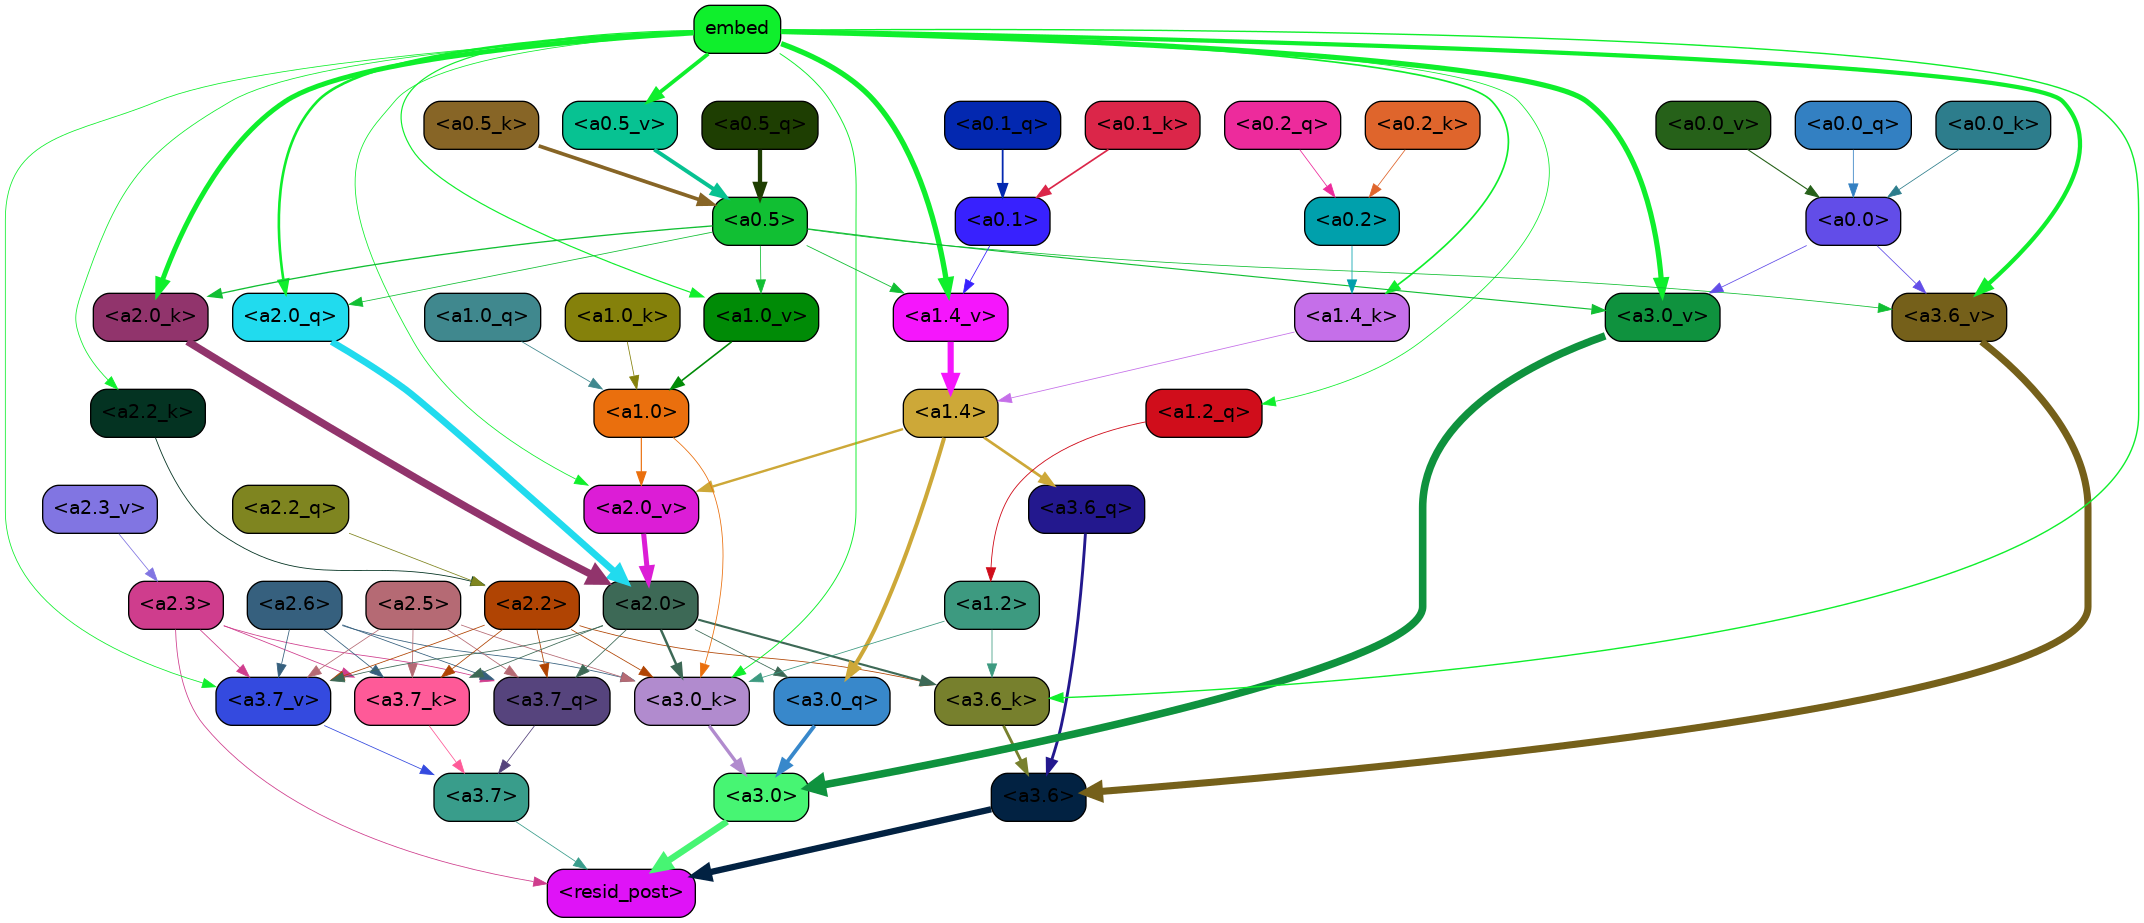 embed
<a0.5_k> <a0.5_v> <a0.5_q> <a0.1_q> <a0.1_k> <a0.2_q> <a0.2_k> <a0.0_v> <a0.0_q> <a0.0_k>
<a0.5> <a0.1> <a0.2> <a0.0>
<a2.0_k> <a2.0_q> <a1.0_q> <a1.0_k> <a1.0_v> <a1.4_v> <a1.4_k> <a3.0_v> <a3.6_v>
<a2.2_k> <a1.0> <a1.4> <a1.2_q>
<a2.3_v> <a2.2_q> <a2.0_v> <a3.6_q>
<a2.3> <a2.6> <a2.5> <a2.2> <a2.0> <a1.2>
<a3.7_v> <a3.7_k> <a3.7_q> <a3.0_k> <a3.0_q> <a3.6_k>
<a3.7> <a3.0> <a3.6>
<resid_post>